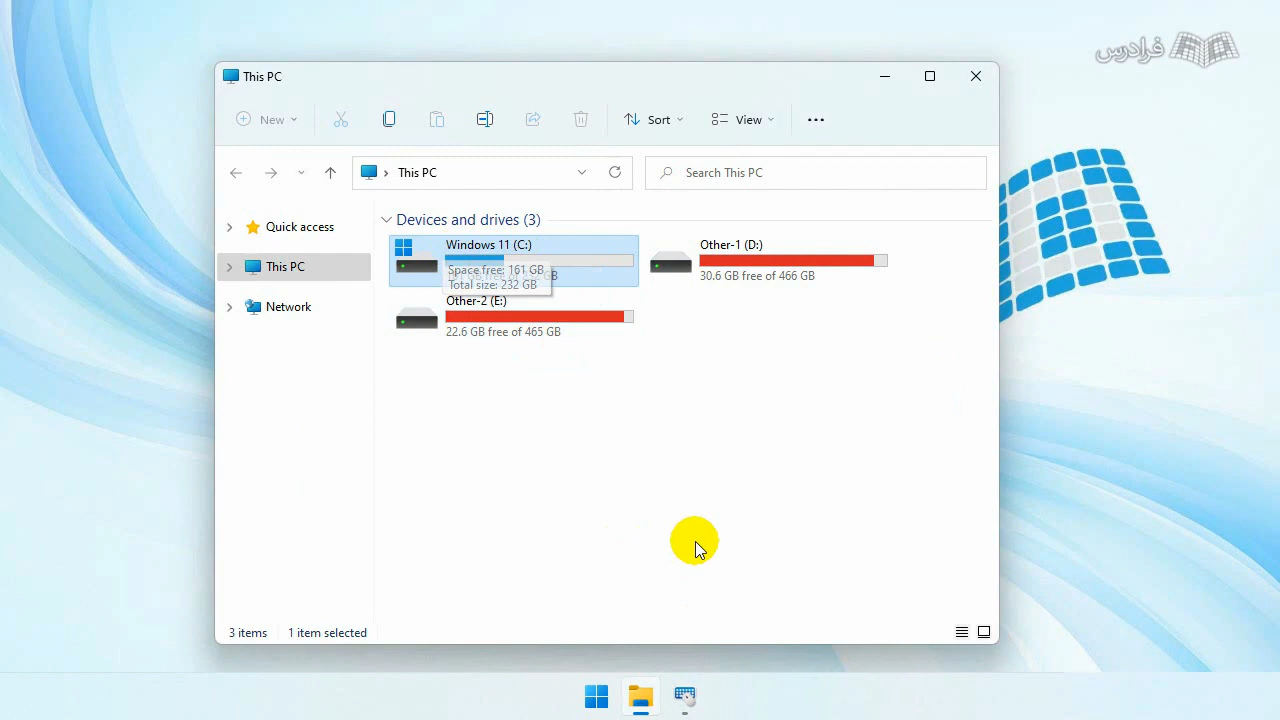 فرادرس
This PC
New
Sort
View
This PC
Search This PC
Quick access
This PC
Network
Devices and drives (3)
Windows 11 (C:)
Space free: 161 GB
Total size: 232 GB
Other-1 (D:)
30.6 GB free of 466 GB
Other-2 (E:)
22.6 GB free of 465 GB
3 items
1 item selected